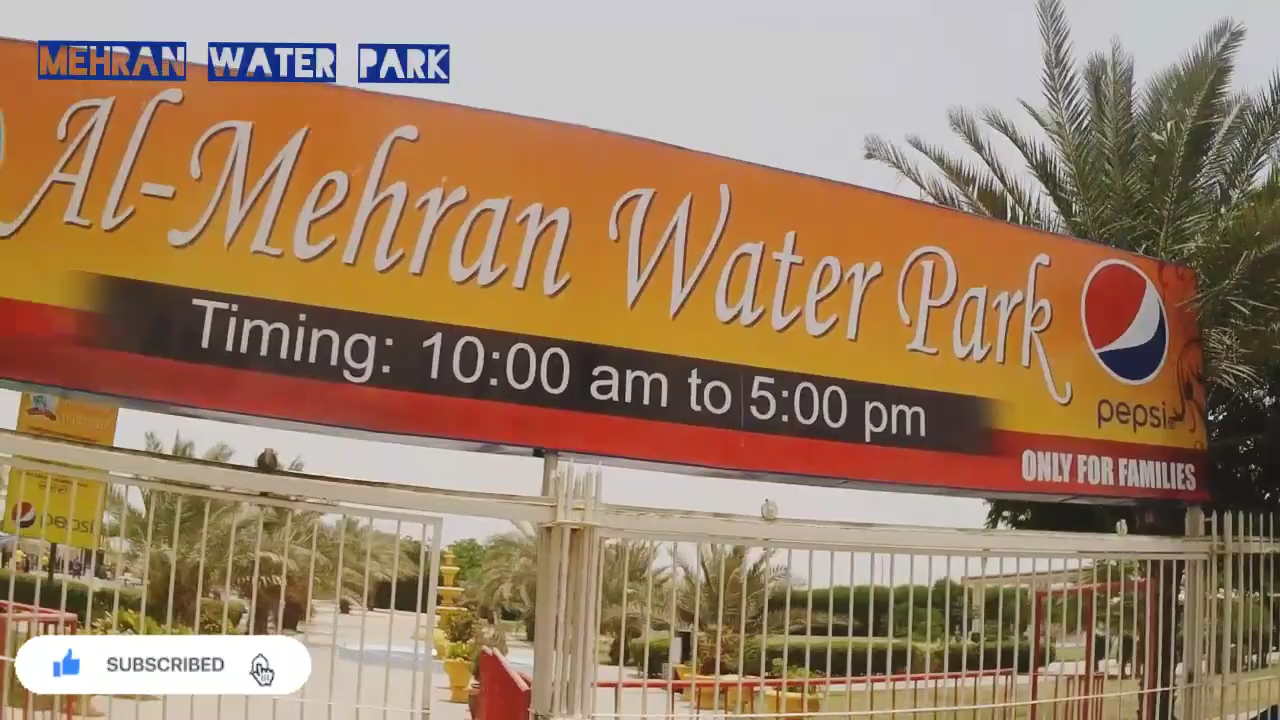 MEHRAN WATER PARK
Al-Mehran Water Park
Timing: 10:00 am to 5:00 pm
pepsi
ONLY FOR FAMILIES
pepsi
SUBSCRIBED